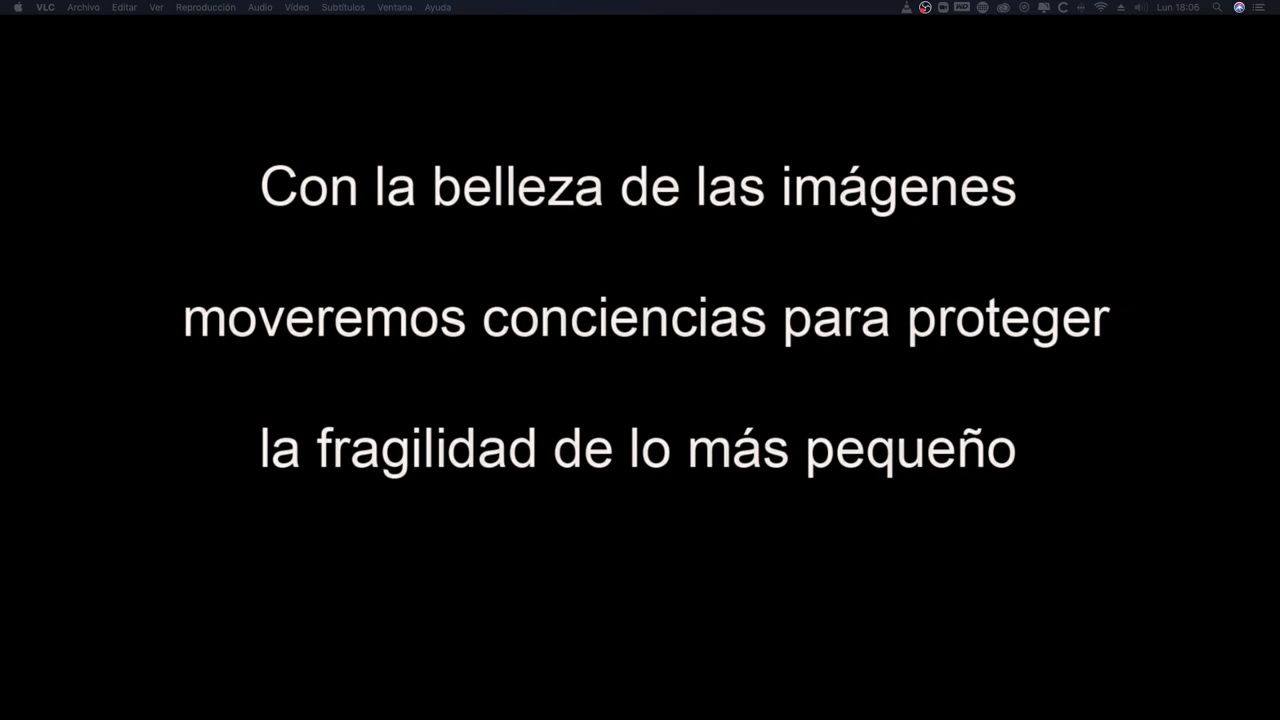 VLC Archivo Editar Ver Reproducción Audio Vídeo Subtítulos Ventana Ayuda Lun 18:06
Con la belleza de las imágenes
moveremos conciencias para proteger
la fragilidad de lo más pequeño